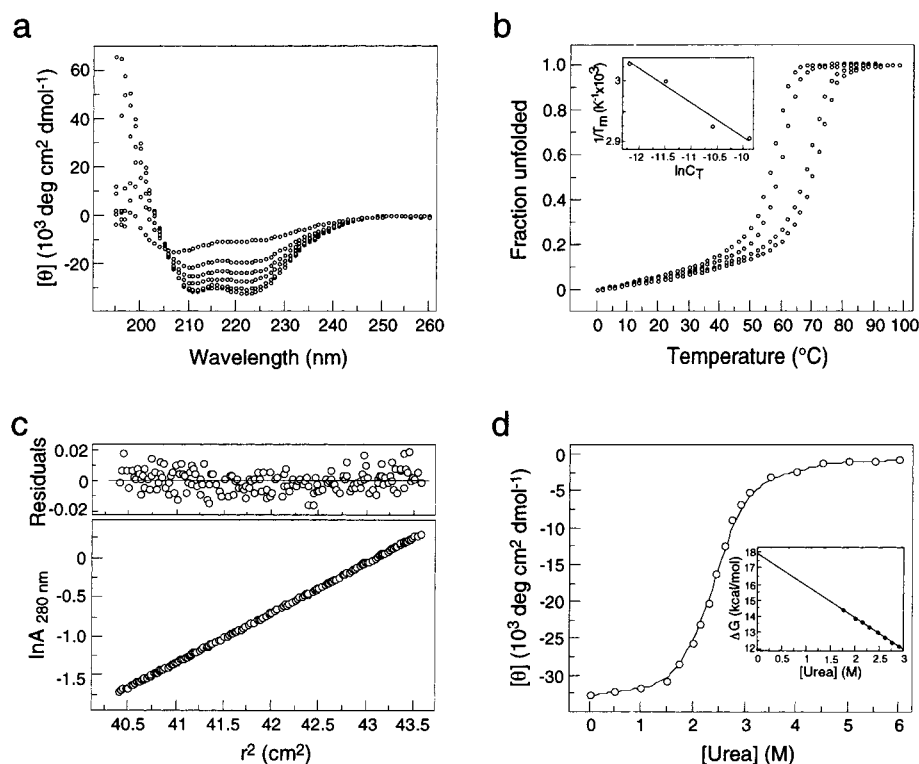 a
[θ] (10³ deg cm² dmol⁻¹)
60
40
20
0
-20
200 210 220 230 240 250 260
Wavelength (nm)
b
Fraction unfolded
1.0
0.8
0.6
0.4
0.2
0
1/Tm (K⁻¹x10⁻³)
3
2.9
-12 -11.5 -11 -10.5 -10
lnC_T
0 10 20 30 40 50 60 70 80 90 100
Temperature (°C)
c
Residuals
0.02
0
-0.02
lnA 280 nm
0
-0.5
-1.0
-1.5
40.5 41 41.5 42 42.5 43 43.5
r² (cm²)
d
[θ] (10³ deg cm² dmol⁻¹)
0
-5
-10
-15
-20
-25
-30
ΔG (kcal/mol)
18
17
16
15
14
13
12
0 .5 1 1.5 2 2.5 3
[Urea] (M)
0 1 2 3 4 5 6
[Urea] (M)